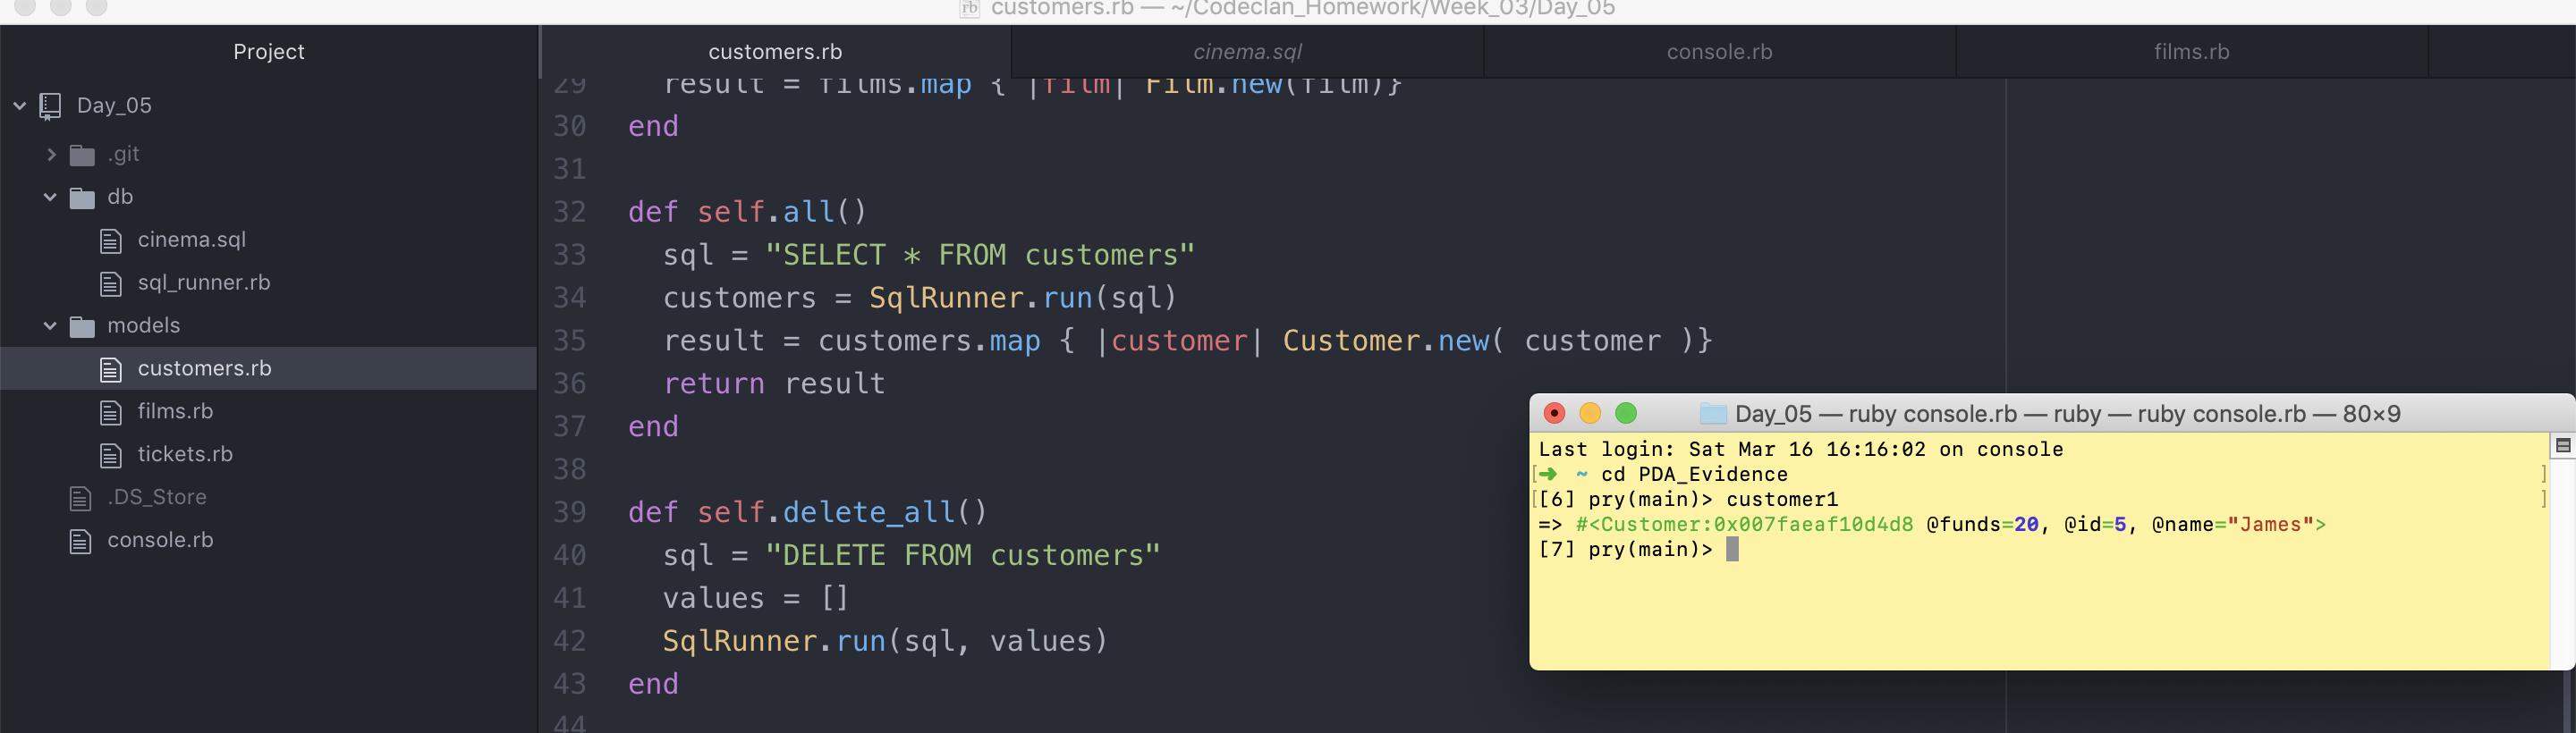 customers.rb — ~/Codeclan_Homework/Week_03/Day_05
Project
Day_05
.git
db
cinema.sql
sql_runner.rb
models
customers.rb
films.rb
tickets.rb
.DS_Store
console.rb
customers.rb cinema.sql console.rb films.rb
29 result = films.map { |film| Film.new(film)}
30 end
31
32 def self.all()
33 sql = "SELECT * FROM customers"
34 customers = SqlRunner.run(sql)
35 result = customers.map { |customer| Customer.new( customer )}
36 return result
37 end
38
39 def self.delete_all()
40 sql = "DELETE FROM customers"
41 values = []
42 SqlRunner.run(sql, values)
43 end
44
Day_05 — ruby console.rb — ruby — ruby console.rb — 80×9
Last login: Sat Mar 16 16:16:02 on console
[➜ ~ cd PDA_Evidence ]
[[6] pry(main)> customer1 ]
=> #<Customer:0x007faeaf10d4d8 @funds=20, @id=5, @name="James">
[7] pry(main)>